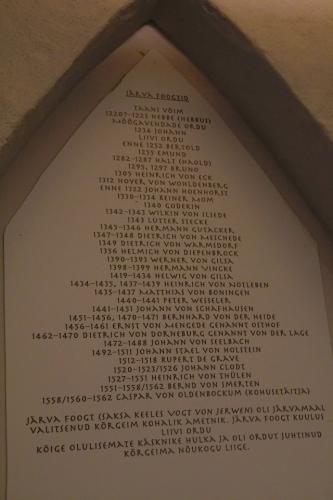 JÄRVA FOOGTID
TAANI VÕIM
1220?-1223 HEBBE (HEBBUS)
MÕÕGAVENDADE ORDU
1234 JOHANN
LIIVI ORDU
ENNE 1252 BERTOLD
1255 EMUND
1282-1287 HALT (HAOLD)
1295, 1297 BRUNO
1305 HEINRICH VON ECK
1312 HOYER VON WOHLDENBERG
ENNE 1322 JOHANN HOENHORST
1330-1334 REINER MOM
1340 GODEKIN
1342-1343 WILKIN VON ILSEDE
1343 LUTTER STECKE
1345-1346 HERMANN GUTACKER
1347-1348 DIETRICH VON MESCHEDE
1349 DIETRICH VON WARMSDORF
1356 HELMICH VON DIEPENBROCK
1390-1393 WERNER VON GILSA
1398-1399 HERMANN VINCKE
1419-1434 HELWIG VON GILSA
1434-1435, 1437-1439 HEINRICH VON NOTLEBEN
1435-1437 MATTHIAS VON BONINGEN
1440-1441 PETER WESSELER
1441-1451 JOHANN VON SCHAFHAUSEN
1451-1456, 1470-1471 BERNHARD VON DER HEIDE
1456-1461 ERNST VON MENGEDE GENANNT OSTHOF
1462-1470 DIETRICH VON DORNEBURG GENANNT VON DER LAGE
1472-1488 JOHANN VON SEELBACH
1492-1511 JOHANN STAEL VON HOLSTEIN
1512-1518 RUPERT DE GRAVE
1520-1523/1526 JOHANN CLODT
1527-1551 HEINRICH VON THÜLEN
1551-1558/1562 BERND VON SMERTEN
1558/1560-1562 CASPAR VON OLDENBOCKUM (KOHUSETÄITJA)
JÄRVA FOOGT (SAKSA KEELES VOGT VON JERWEN) OLI JÄRVAMAAL
VALITSENUD KÕRGEIM KOHALIK AMETNIK. JÄRVA FOOGT KUULUS
LIIVI ORDU
KÕIGE OLULISEMATE KÄSKNIKE HULKA JA OLI ORDUT JUHTINUD
KÕRGEIMA NÕUKOGU LIIGE.